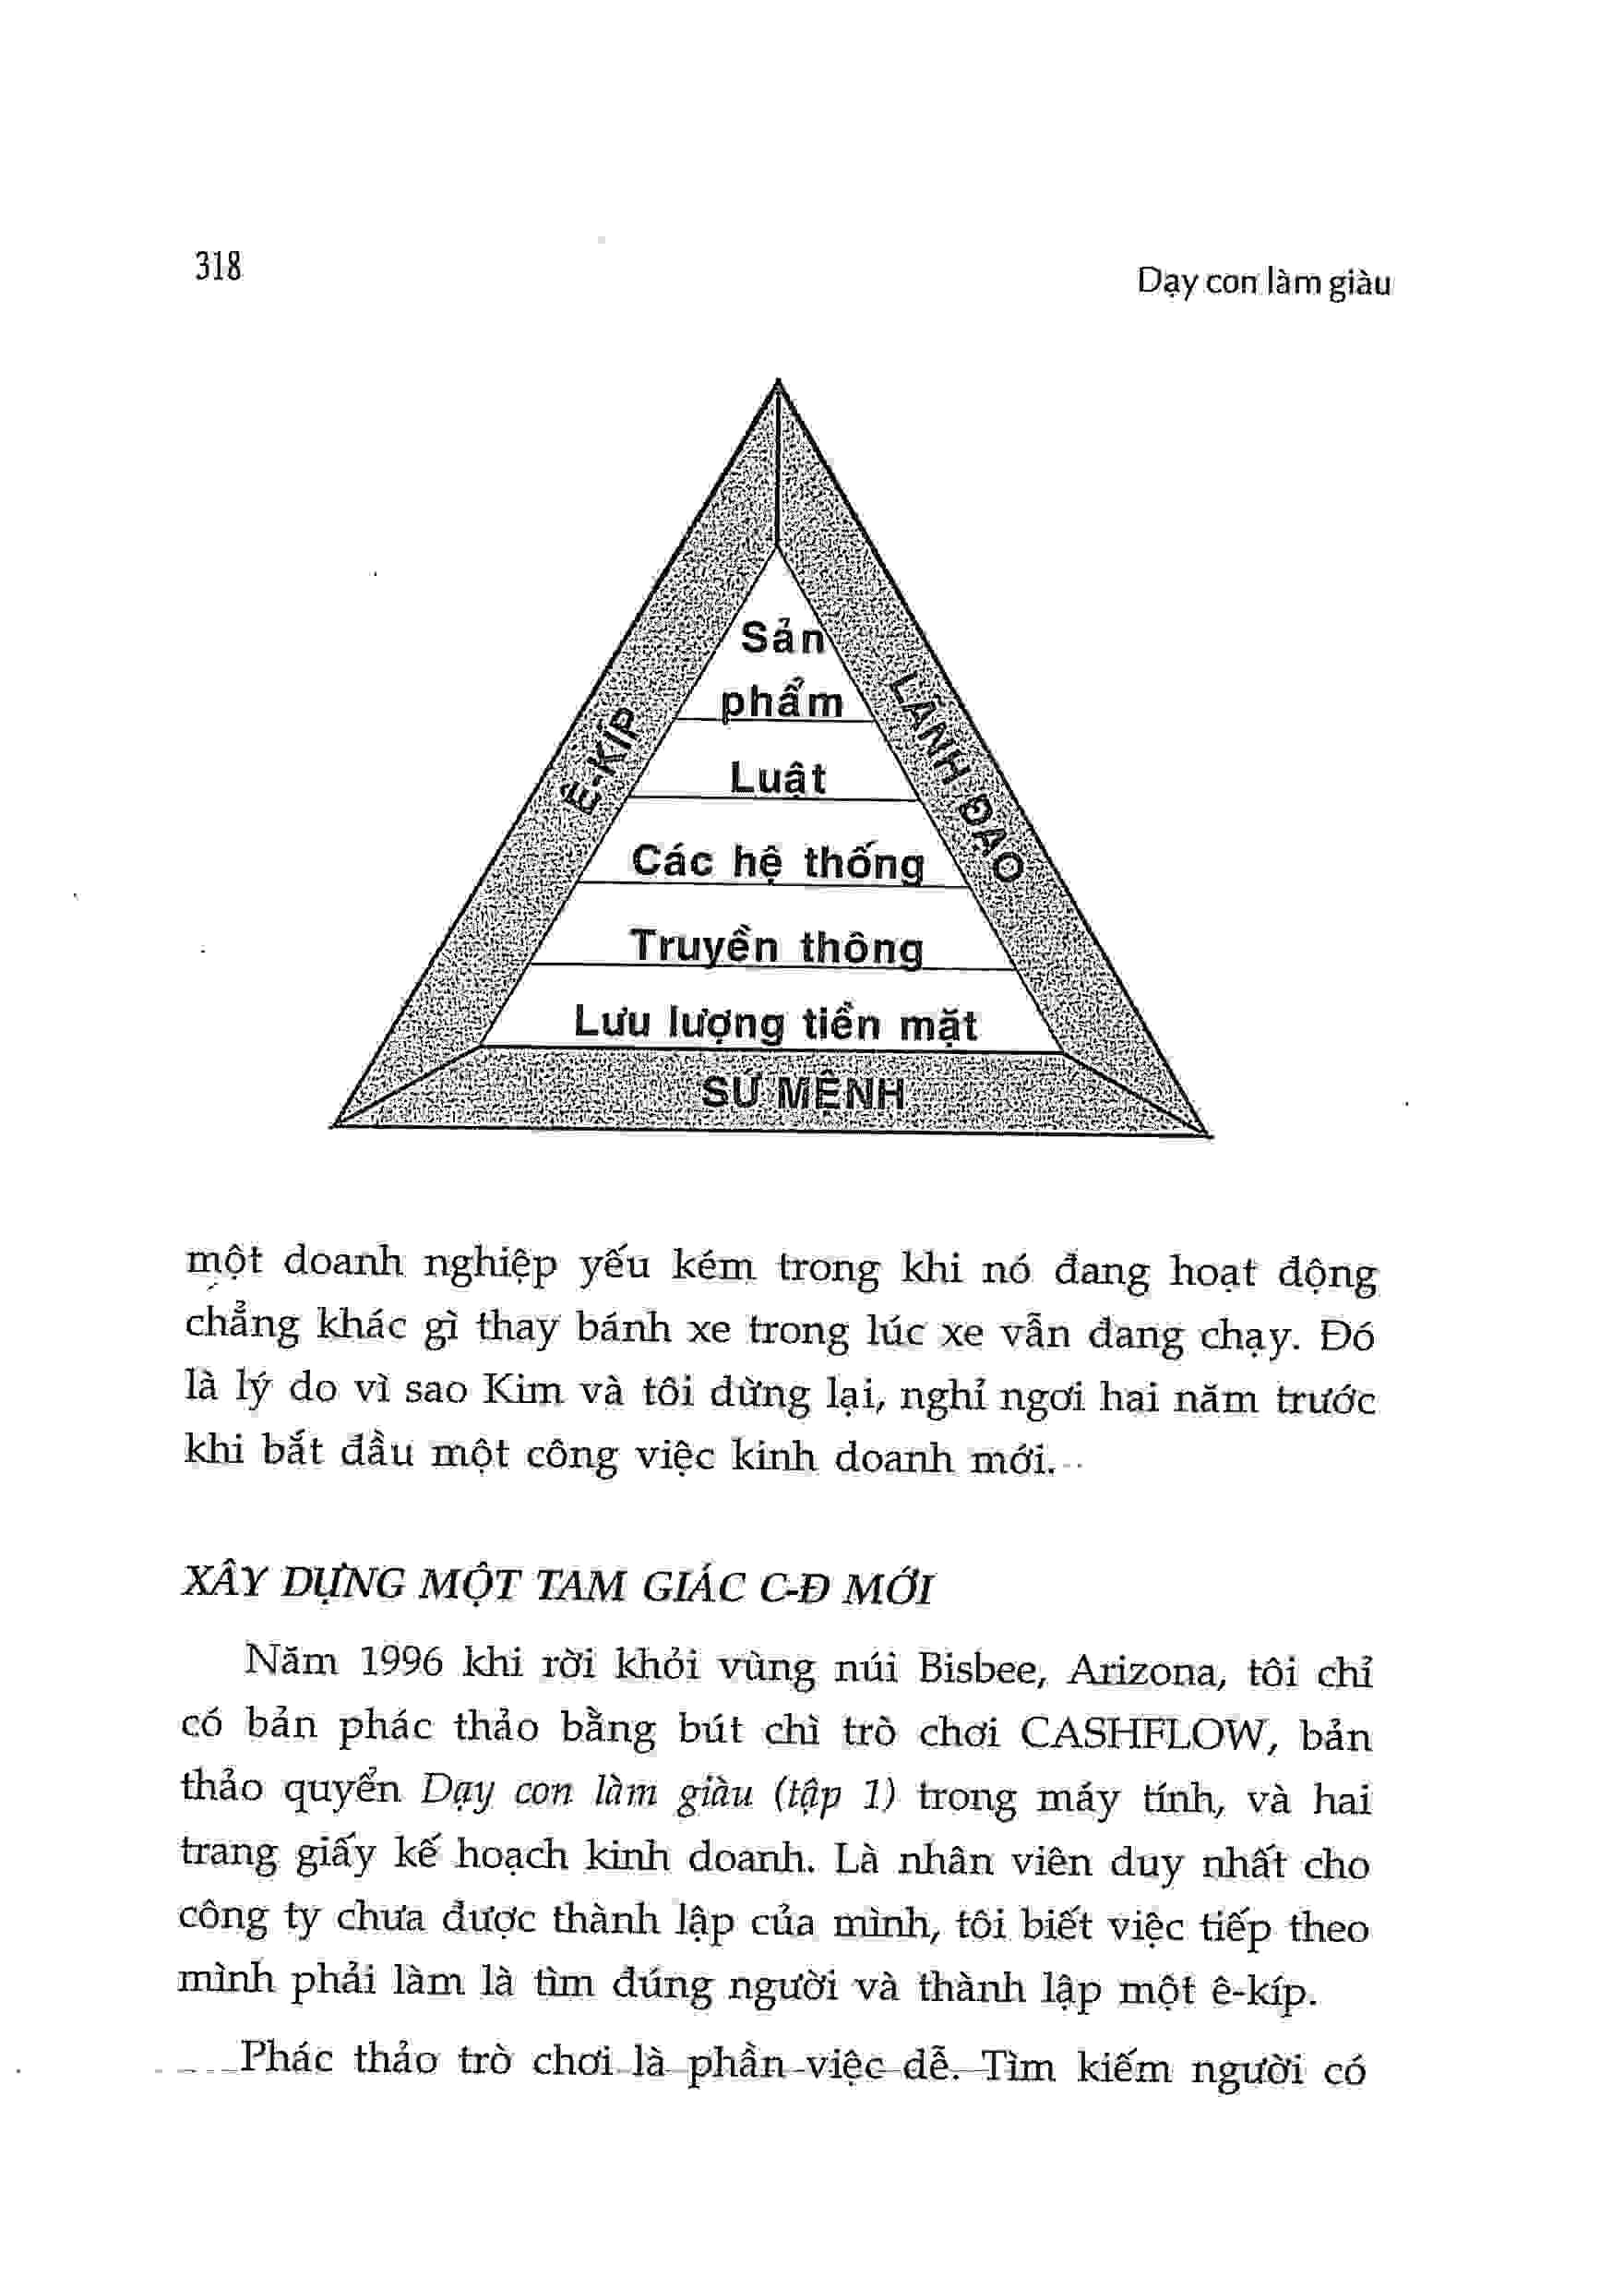 318
Dạy con làm giàu
Sản
phẩm
Luật
Các hệ thống
Truyền thông
Lưu lượng tiền mặt
Ê-KÍP
LÃNH ĐẠO
SỨ MỆNH
một doanh nghiệp yếu kém trong khi nó đang hoạt động
chẳng khác gì thay bánh xe trong lúc xe vẫn đang chạy. Đó
là lý do vì sao Kim và tôi dừng lại, nghỉ ngơi hai năm trước
khi bắt đầu một công việc kinh doanh mới.
XÂY DỰNG MỘT TAM GIÁC C-Đ MỚI
Năm 1996 khi rời khỏi vùng núi Bisbee, Arizona, tôi chỉ
có bản phác thảo bằng bút chì trò chơi CASHFLOW, bản
thảo quyển Dạy con làm giàu (tập 1) trong máy tính, và hai
trang giấy kế hoạch kinh doanh. Là nhân viên duy nhất cho
công ty chưa được thành lập của mình, tôi biết việc tiếp theo
mình phải làm là tìm đúng người và thành lập một ê-kíp.
Phác thảo trò chơi là phần việc dễ. Tìm kiếm người có